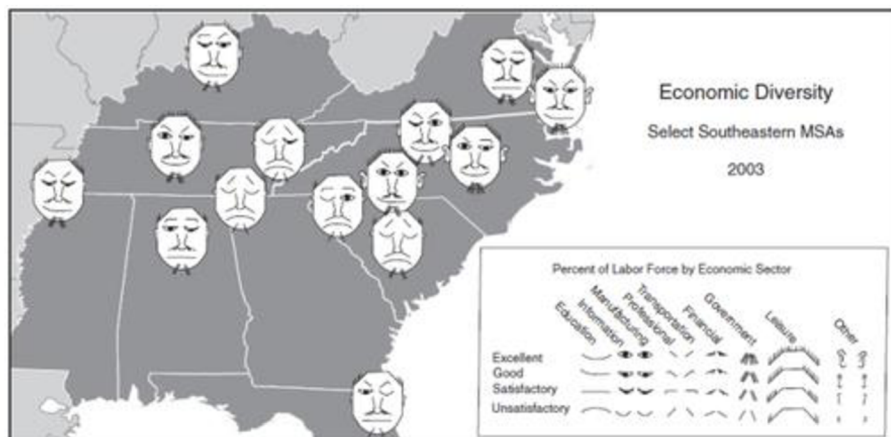 Economic Diversity
Select Southeastern MSAs
2003
Percent of Labor Force by Economic Sector
Education
Information
Manufacturing
Professional
Transporation
Financial
Government
Leisure
Other
Excellent
Good
Satisfactory
Unsatisfactory